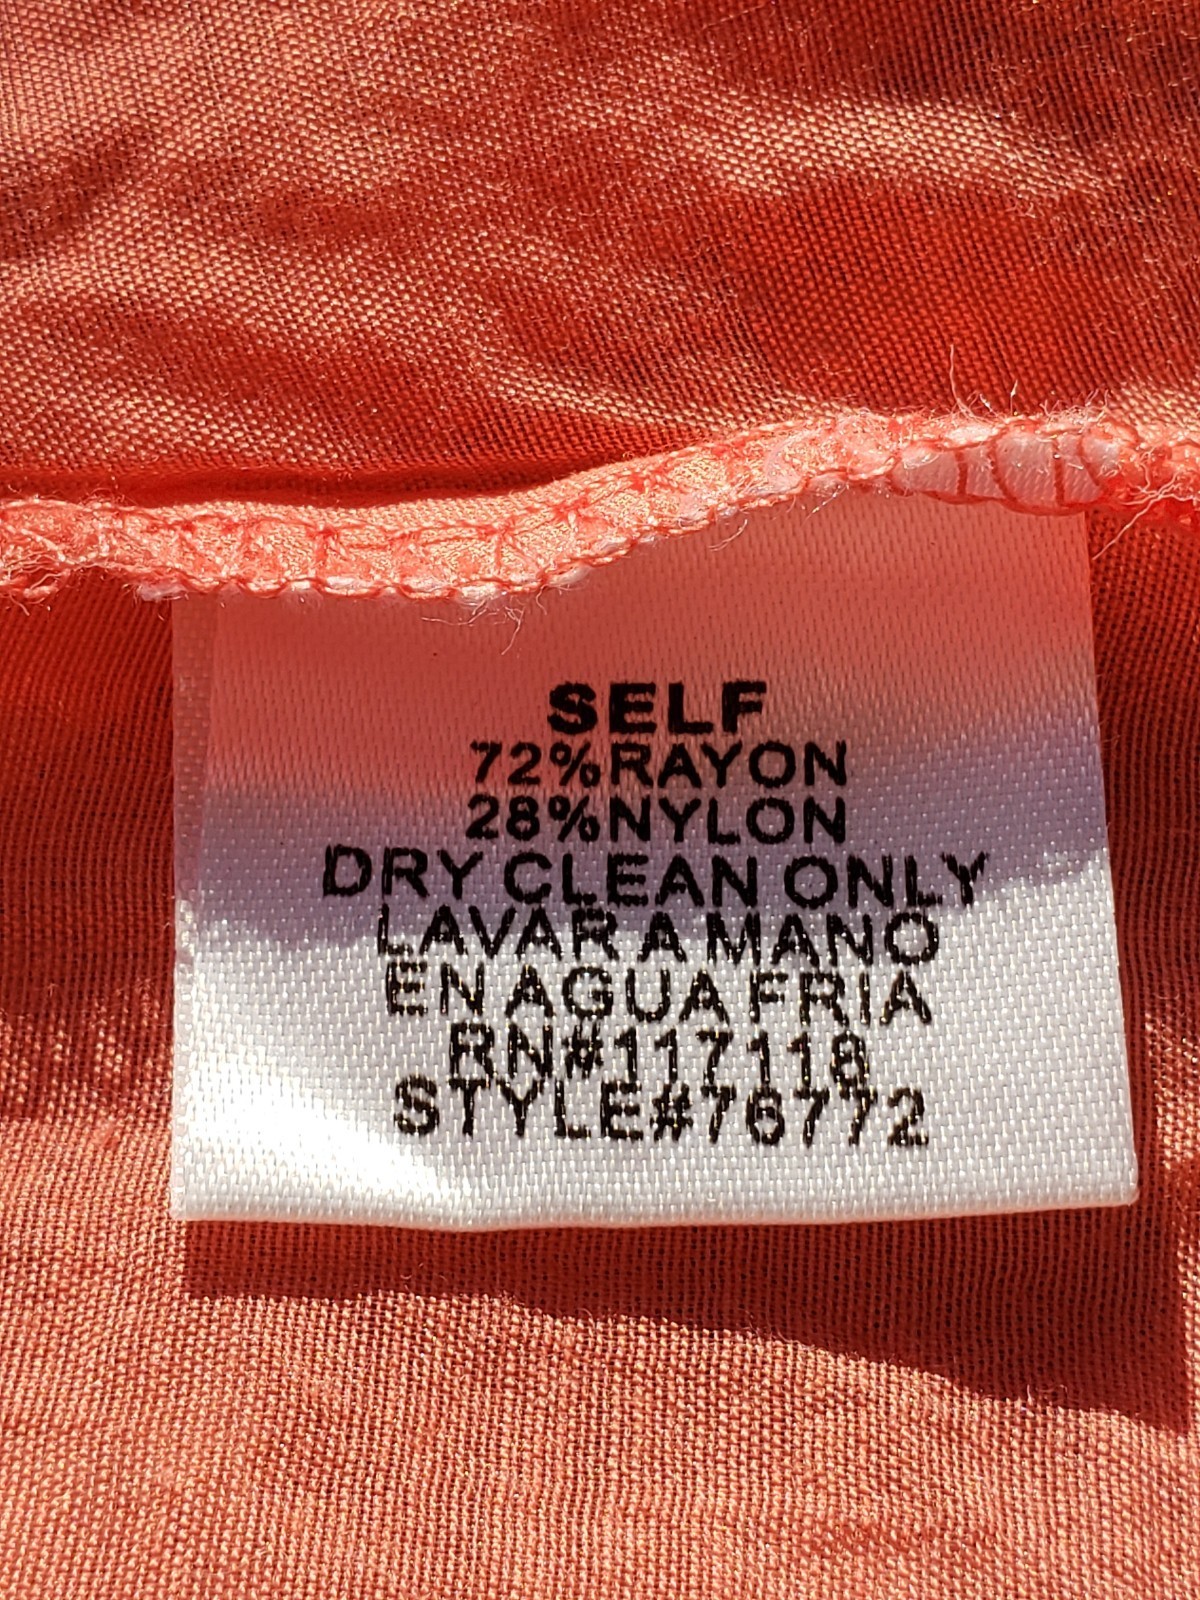 SELF
72%RAYON
28%NYLON
DRY CLEAN ONLY
LAVAR A MANO
EN AGUA FRIA
RN#117118
STYLE#76772